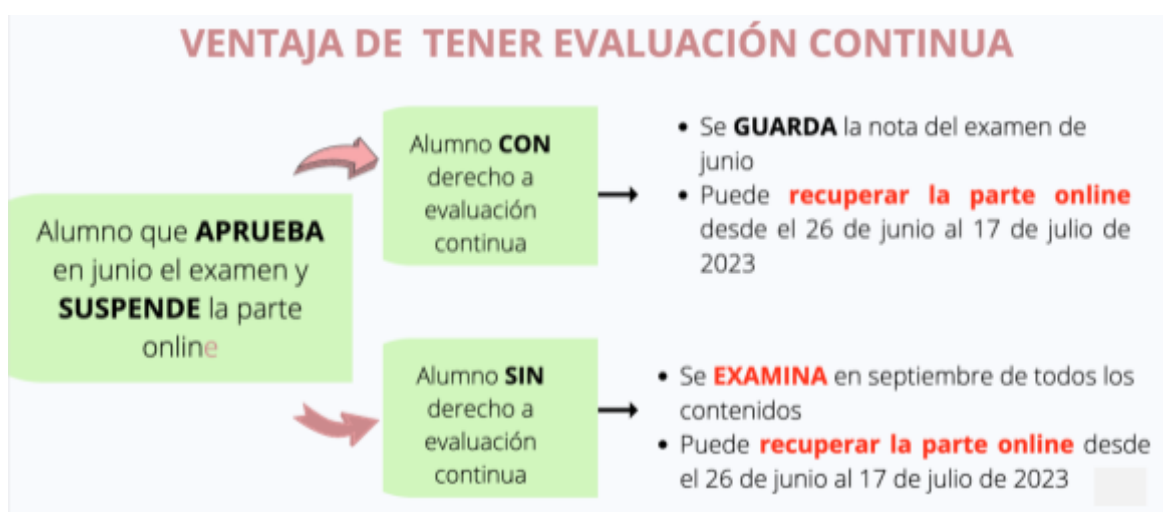 VENTAJA DE TENER EVALUACIÓN CONTINUA
Alumno que APRUEBA
en junio el examen y
SUSPENDE la parte
online
Alumno CON
derecho a
evaluación
continua
• Se GUARDA la nota del examen de
junio
• Puede recuperar la parte online
desde el 26 de junio al 17 de julio de
2023
Alumno SIN
derecho a
evaluación
continua
• Se EXAMINA en septiembre de todos los
contenidos
• Puede recuperar la parte online desde
el 26 de junio al 17 de julio de 2023